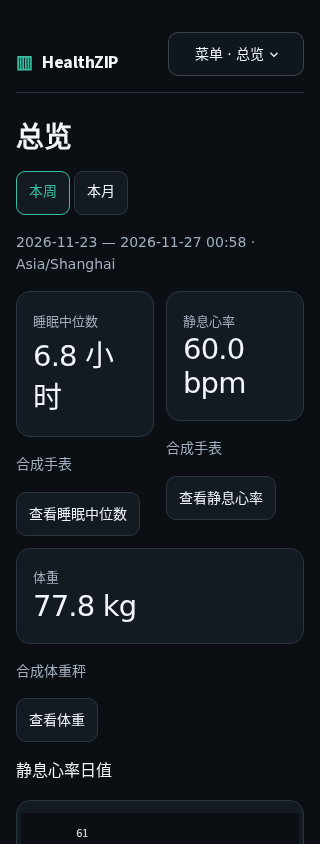 HealthZIP
菜单 · 总览
总览
本周
本月
2026-11-23 — 2026-11-27 00:58 ·
Asia/Shanghai
睡眠中位数
6.8 小
时
合成手表
查看睡眠中位数
静息心率
60.0
bpm
合成手表
查看静息心率
体重
77.8 kg
合成体重秤
查看体重
静息心率日值
61